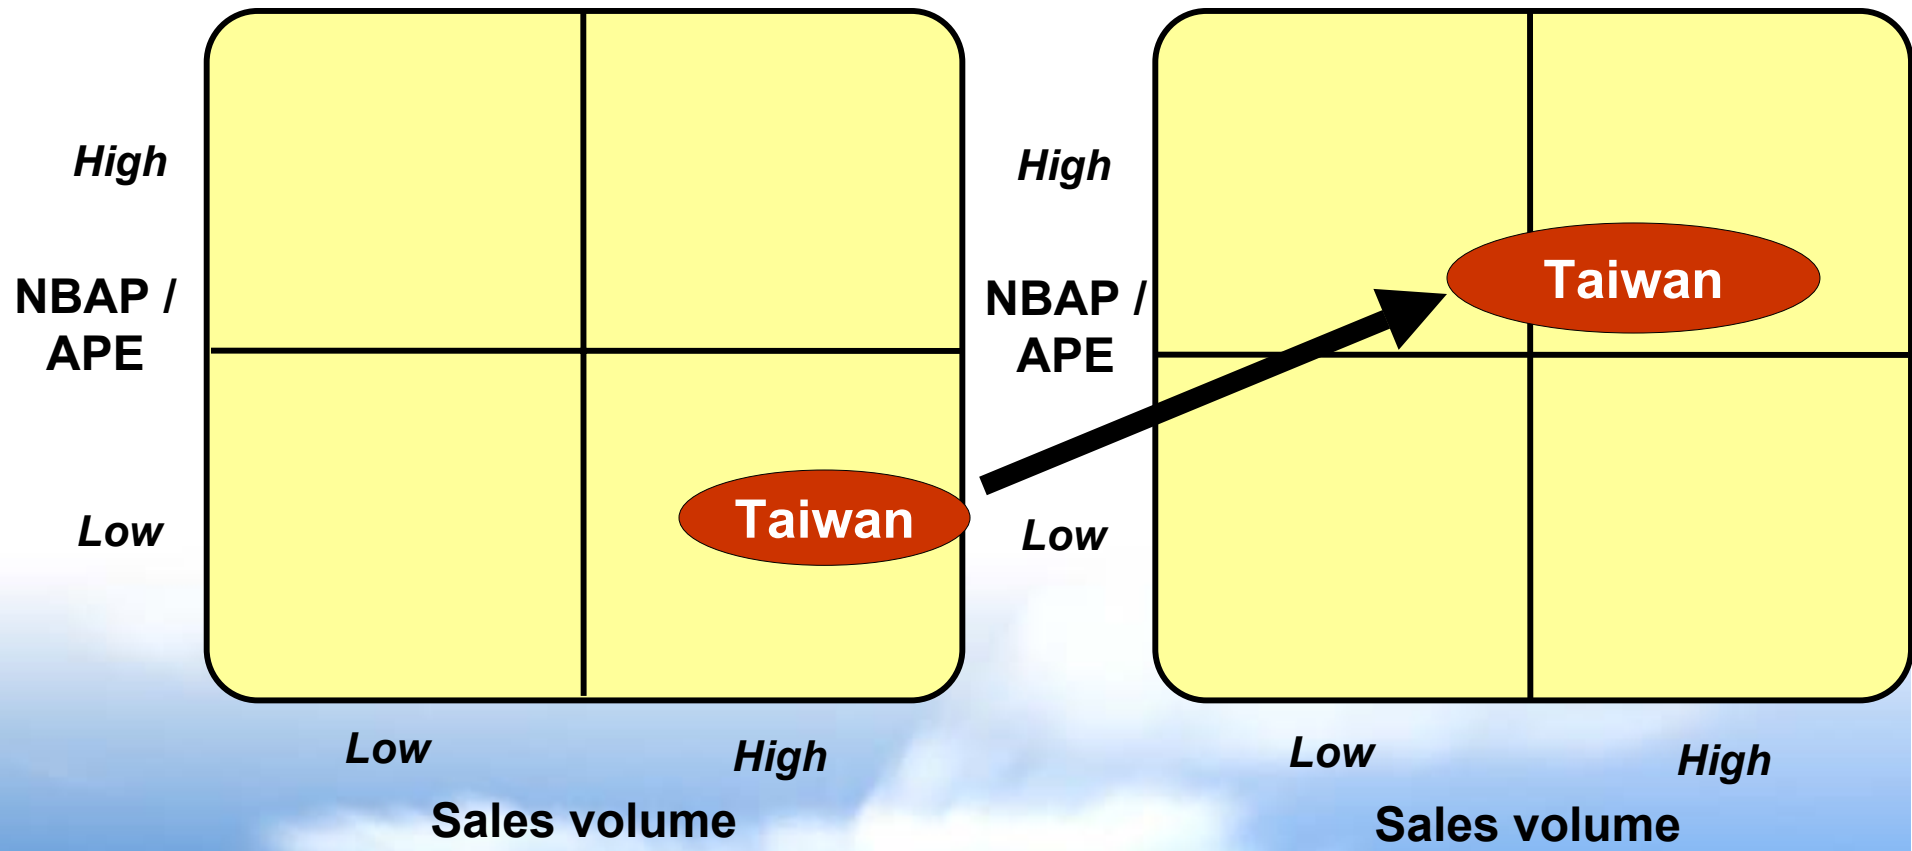 High
NBAP /
APE
Low
Taiwan
Low
High
Sales volume
High
NBAP /
APE
Low
Taiwan
Low
High
Sales volume